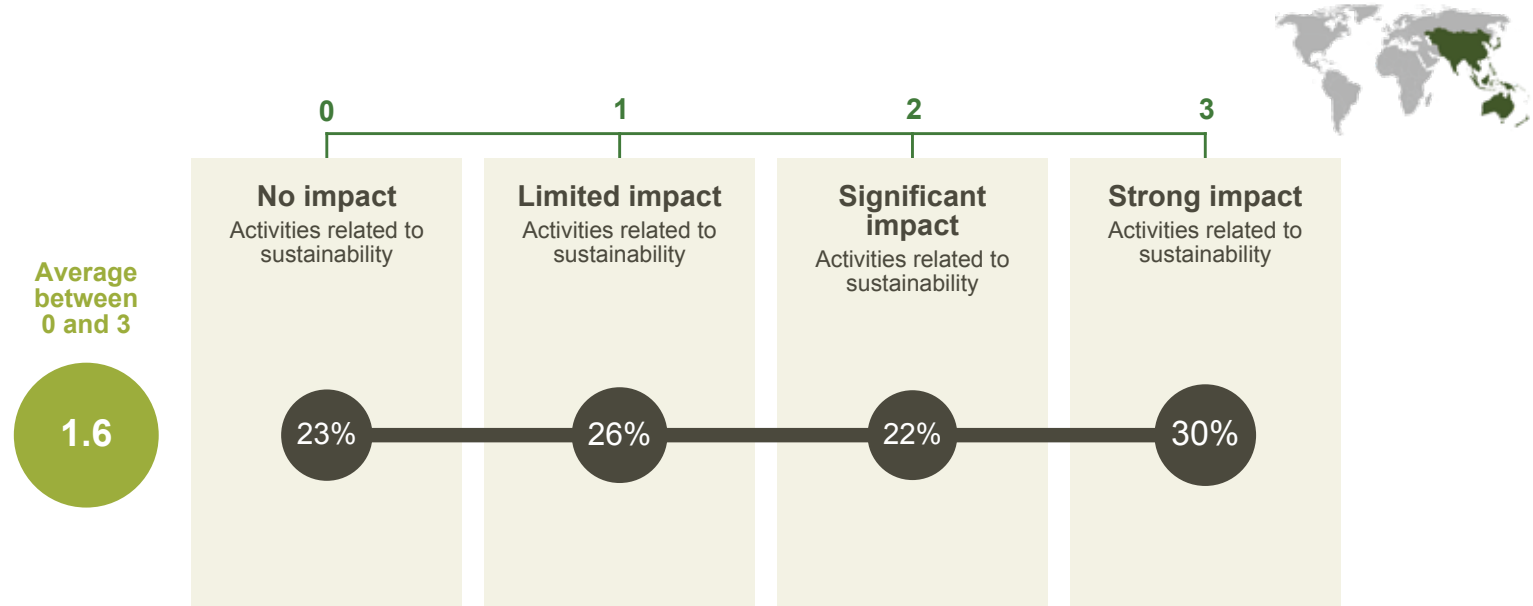 0
1
2
3
No impact
Activities related to
sustainability
Limited impact
Activities related to
sustainability
Significant
impact
Activities related to
sustainability
Strong impact
Activities related to
sustainability
Average
between
0 and 3
1.6
23%
26%
22%
30%